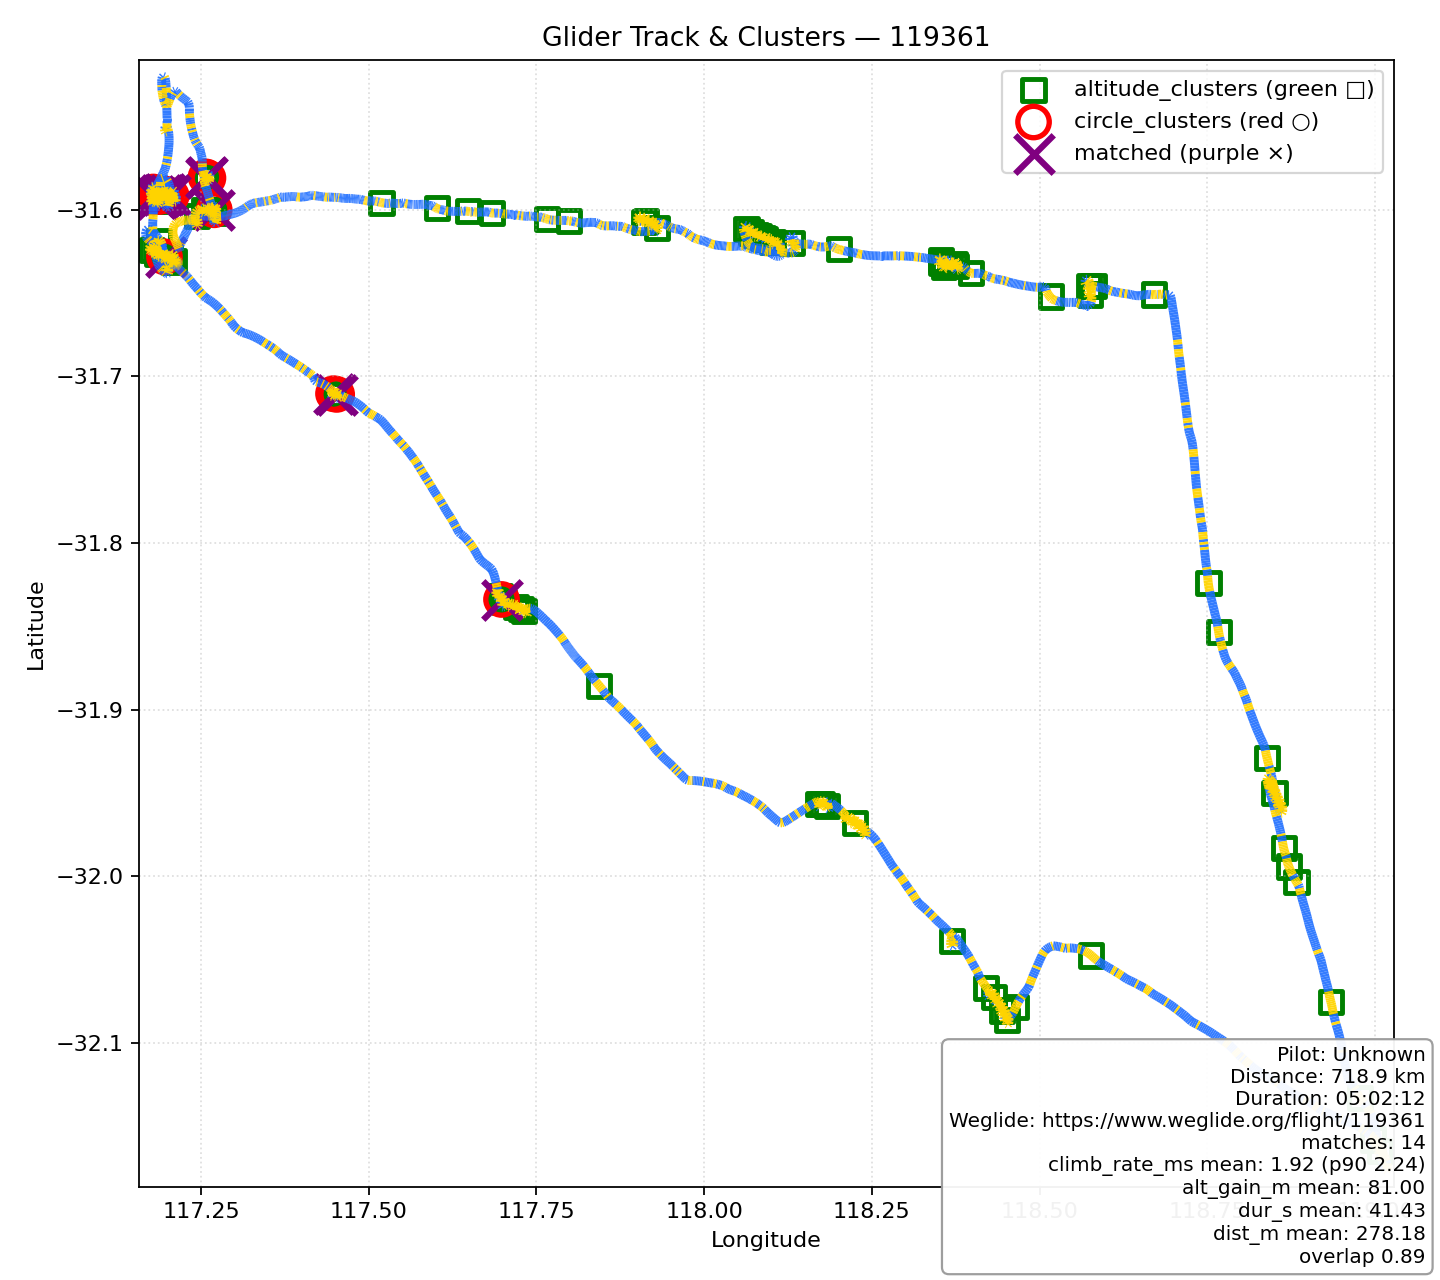 Glider Track & Clusters — 119361
altitude_clusters (green □)
circle_clusters (red ○)
matched (purple ×)
Latitude
−31.6
−31.7
−31.8
−31.9
−32.0
−32.1
Pilot: Unknown
Distance: 718.9 km
Duration: 05:02:12
Weglide: https://www.weglide.org/flight/119361
matches: 14
climb_rate_ms mean: 1.92 (p90 2.24)
alt_gain_m mean: 81.00
dur_s mean: 41.43
dist_m mean: 278.18
overlap 0.89
117.25 117.50 117.75 118.00 118.25 118.50
Longitude